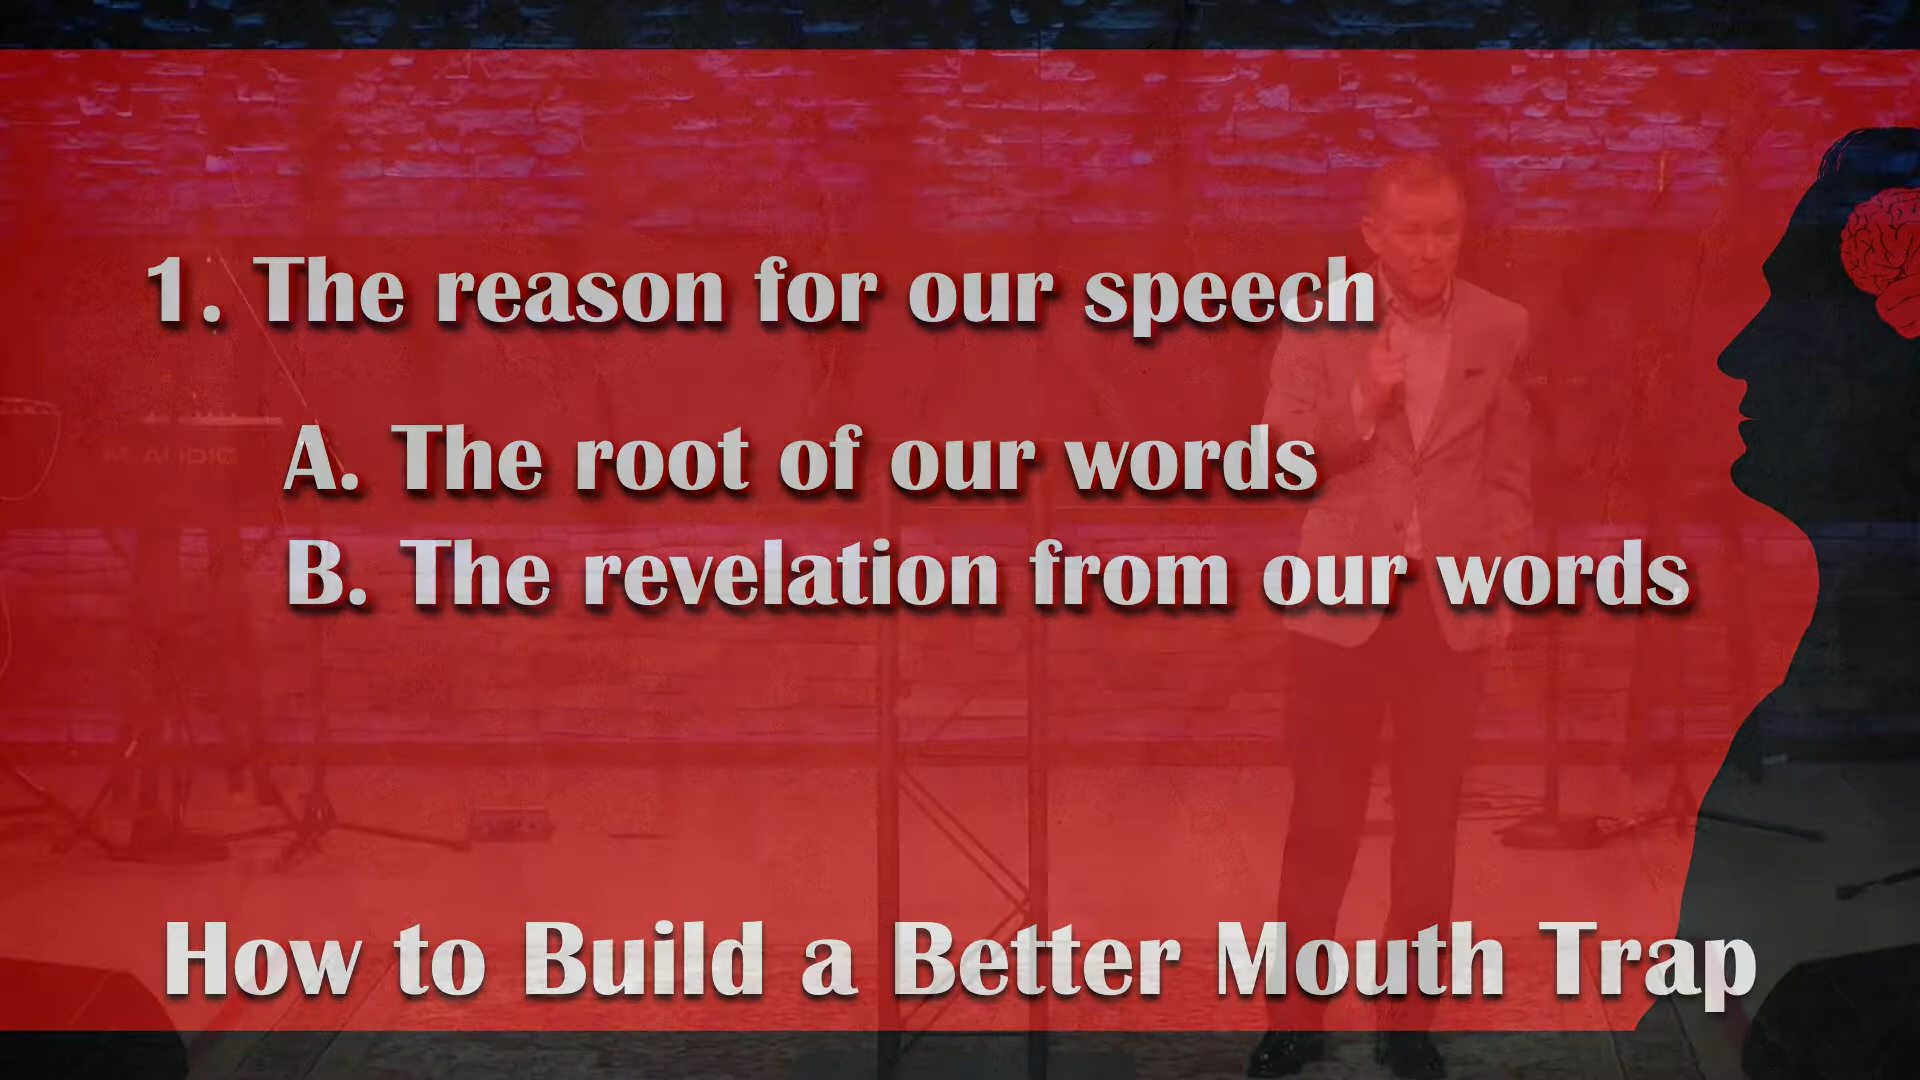 1. The reason for our speech
A. The root of our words
B. The revelation from our words
M-AUDIO
How to Build a Better Mouth Trap